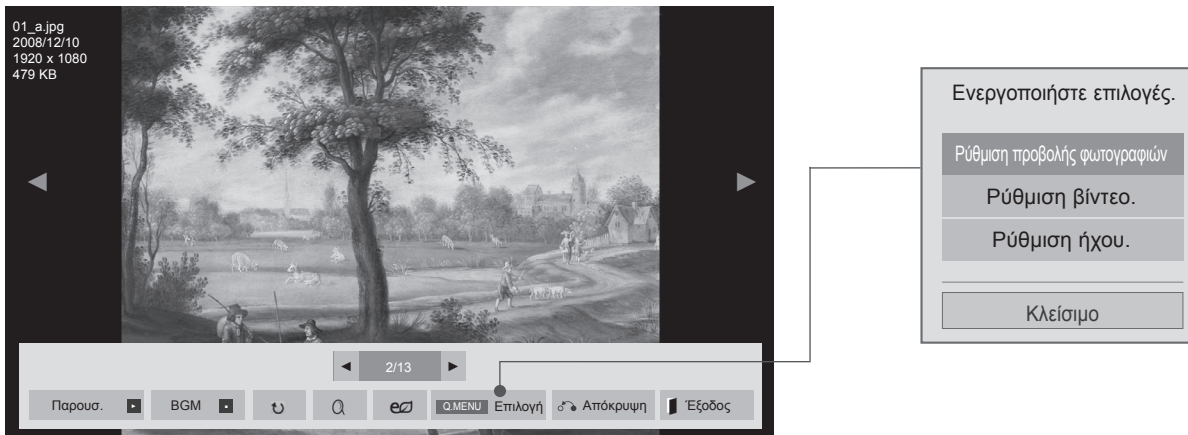 01_a.jpg
2008/12/10
1920 x 1080
479 KB
2/13
Παρουσ. BGM Q.MENU Επιλογή Απόκρυψη Έξοδος
Ενεργοποιήστε επιλογές.
Ρύθμιση προβολής φωτογραφιών
Ρύθμιση βίντεο.
Ρύθμιση ήχου.
Κλείσιμο